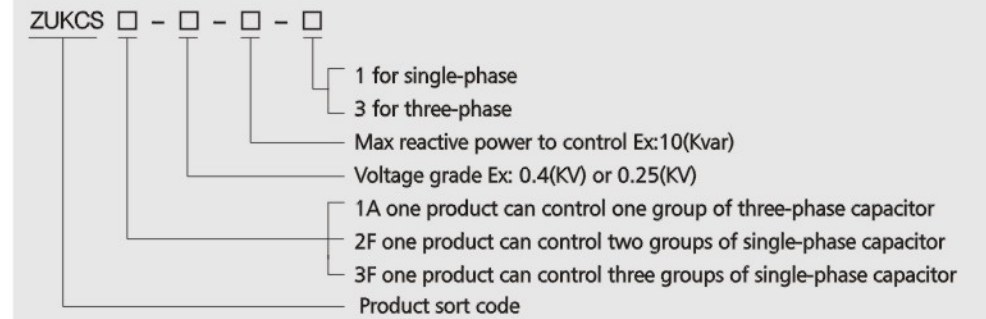 ZUKCS □ - □ - □ - □
1 for single-phase
3 for three-phase
Max reactive power to control Ex:10(Kvar)
Voltage grade Ex: 0.4(KV) or 0.25(KV)
1A one product can control one group of three-phase capacitor
2F one product can control two groups of single-phase capacitor
3F one product can control three groups of single-phase capacitor
Product sort code